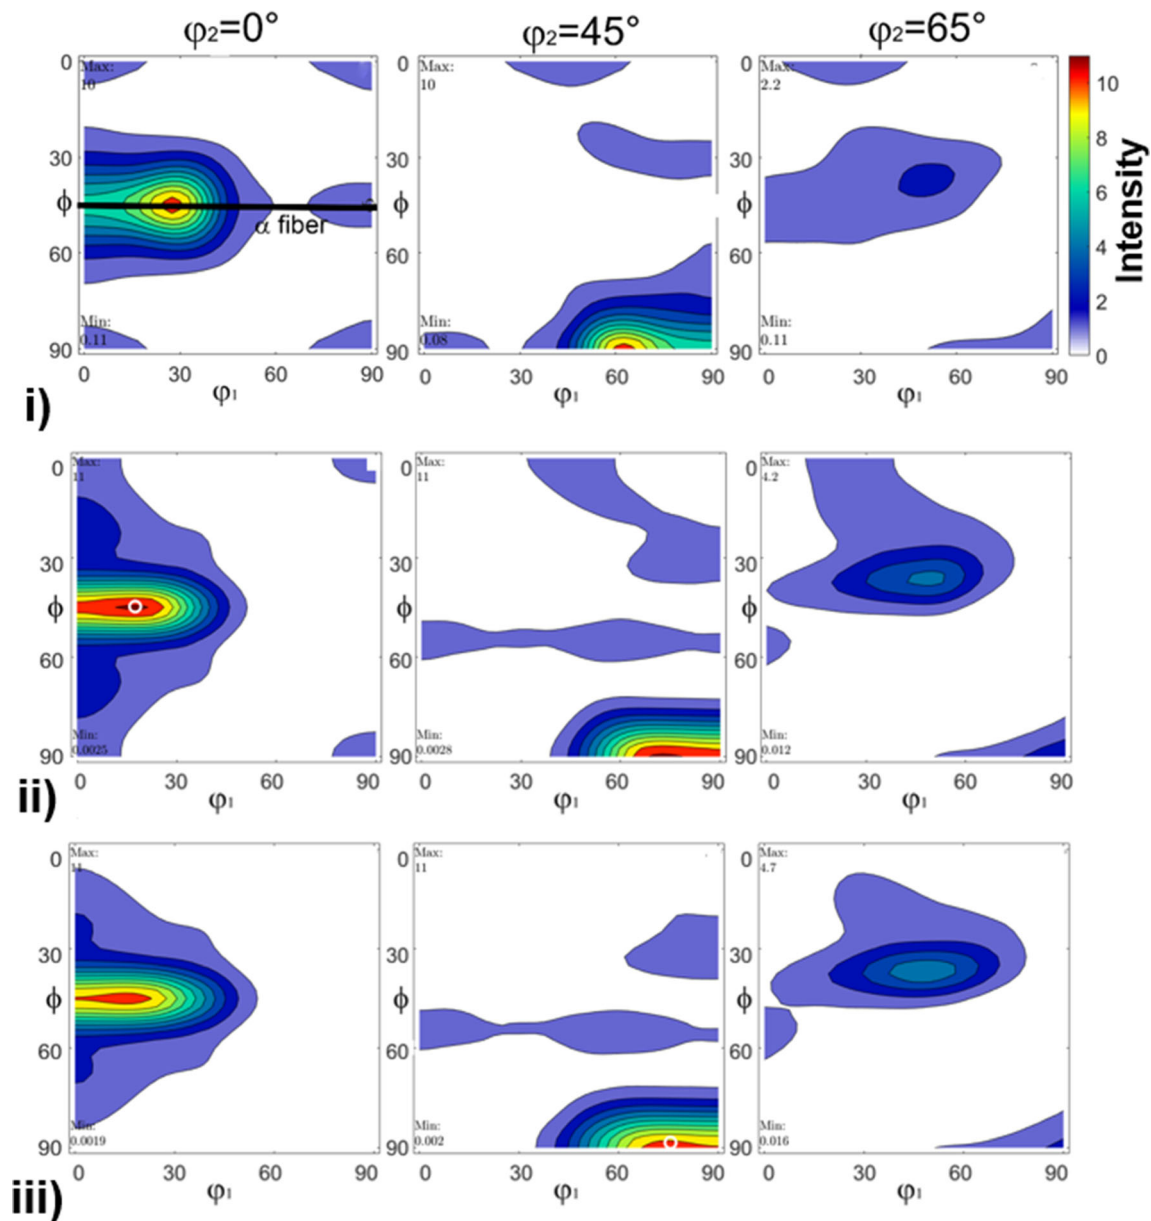 φ₂=0° φ₂=45° φ₂=65°
0 Max: 10 Max: 10 Max: 2.2 10
30 30 30 8
ϕ α fiber ϕ ϕ 6 Intensity
60 60 60 4
Min: 0.11 Min: 0.08 Min: 0.11 2
90 90 90 0
0 30 60 90 0 30 60 90 0 30 60 90
i) φ₁ φ₁ φ₁
0 Max: 11 0 Max: 11 0 Max: 4.2
30 30 30
ϕ ϕ ϕ
60 60 60
Min: 0.0025 Min: 0.0028 Min: 0.012
90 90 90
0 30 60 90 0 30 60 90 0 30 60 90
ii) φ₁ φ₁ φ₁
0 Max: 11 0 Max: 11 0 Max: 4.7
30 30 30
ϕ ϕ ϕ
60 60 60
Min: 0.0019 Min: 0.002 Min: 0.016
90 90 90
0 30 60 90 0 30 60 90 0 30 60 90
iii) φ₁ φ₁ φ₁